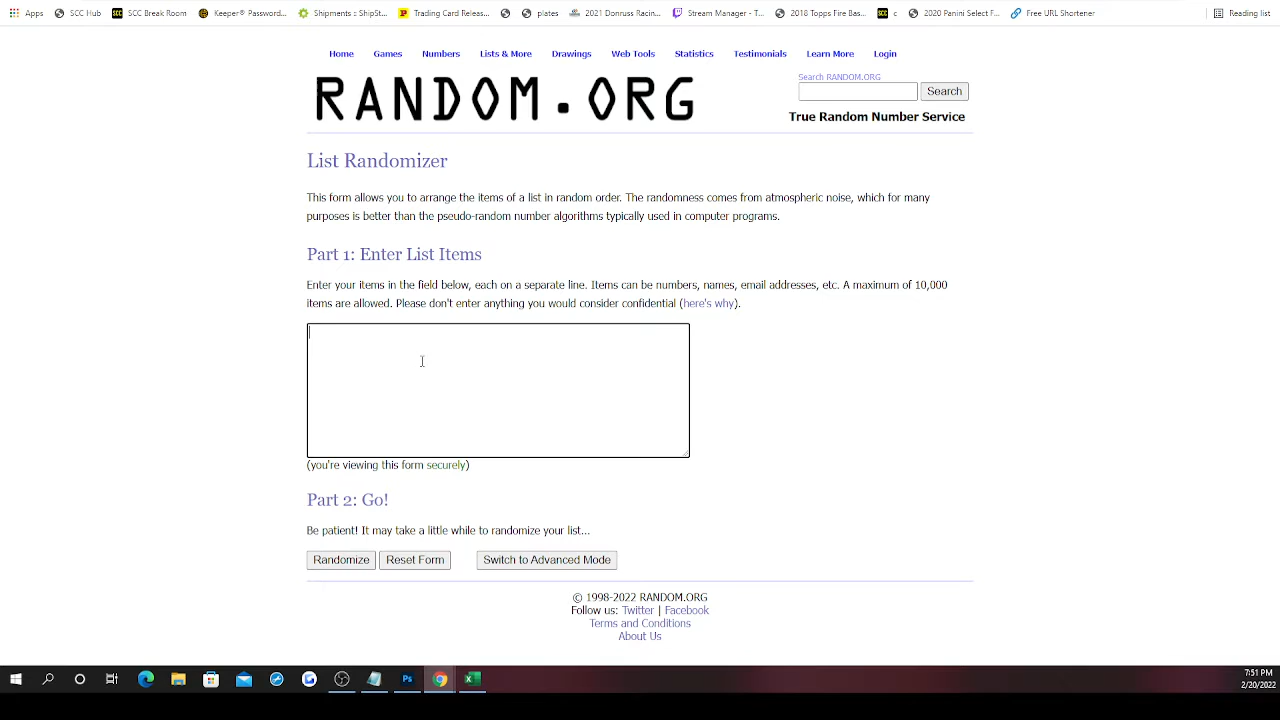 Apps SCC Hub SCC Break Room Keeper® Password... Shipments :: ShipSt... Trading Card Releas... plates 2021 Donruss Racin... Stream Manager - T... 2018 Topps Fire Bas... c 2020 Panini Select F... Free URL Shortener Reading list
Home Games Numbers Lists & More Drawings Web Tools Statistics Testimonials Learn More Login
RANDOM.ORG
Search RANDOM.ORG
Search
True Random Number Service
List Randomizer
This form allows you to arrange the items of a list in random order. The randomness comes from atmospheric noise, which for many
purposes is better than the pseudo-random number algorithms typically used in computer programs.
Part 1: Enter List Items
Enter your items in the field below, each on a separate line. Items can be numbers, names, email addresses, etc. A maximum of 10,000
items are allowed. Please don't enter anything you would consider confidential (here's why).
(you're viewing this form securely)
Part 2: Go!
Be patient! It may take a little while to randomize your list...
Randomize Reset Form Switch to Advanced Mode
© 1998-2022 RANDOM.ORG
Follow us: Twitter | Facebook
Terms and Conditions
About Us
7:51 PM
2/20/2022